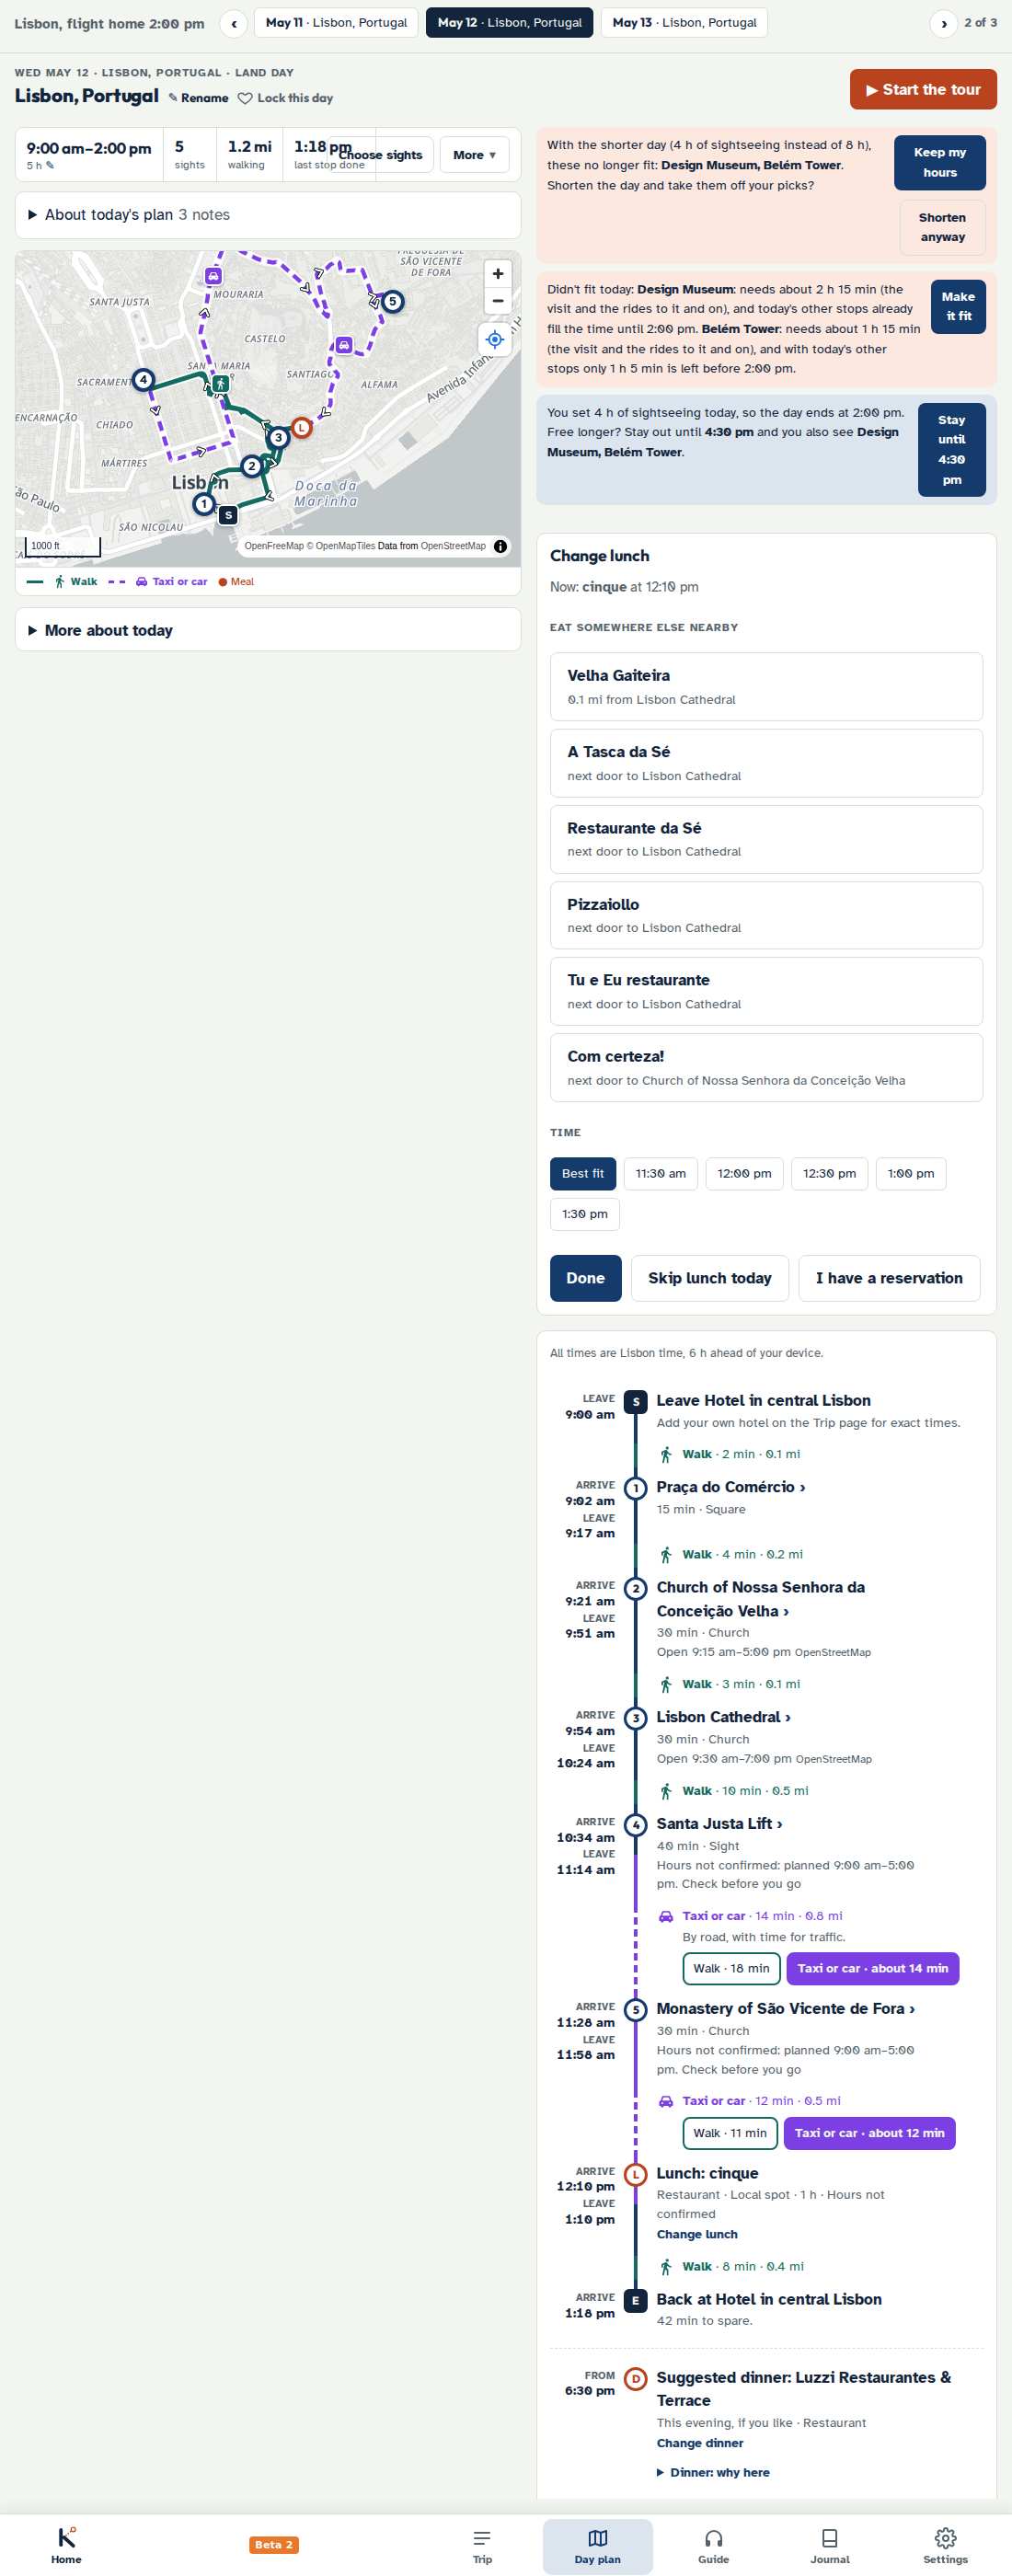 Lisbon, flight home 2:00 pm
‹
May 11 · Lisbon, Portugal
May 12 · Lisbon, Portugal
May 13 · Lisbon, Portugal
›
2 of 3
WED MAY 12 · LISBON, PORTUGAL · LAND DAY
Lisbon, Portugal ✎ Rename Lock this day
▶ Start the tour
9:00 am–2:00 pm
5 h ✎
5
sights
1.2 mi
walking
1:18 pm
last stop done
Choose sights
More ▼
▶ About today's plan 3 notes
FREGUESIA DE
SÃO VICENTE
DE FORA
MOURARIA
SANTA JUSTA
CASTELO
SANTIAGO
ALFAMA
SACRAMENT
ENCARNAÇÃO
CHIADO
MÁRTIRES
SÃO NICOLAU
Avenida Infant
Doca da
Marinha
ão Paulo
5
4
3
L
2
1
S
+
−
1000 ft
OpenFreeMap © OpenMapTiles Data from OpenStreetMap
Walk
Taxi or car
Meal
▶ More about today
With the shorter day (4 h of sightseeing instead of 8 h),
these no longer fit: Design Museum, Belém Tower.
Shorten the day and take them off your picks?
Keep my
hours
Shorten
anyway
Didn't fit today: Design Museum: needs about 2 h 15 min (the
visit and the rides to it and on), and today's other stops already
fill the time until 2:00 pm. Belém Tower: needs about 1 h 15 min
(the visit and the rides to it and on), and with today's other
stops only 1 h 5 min is left before 2:00 pm.
Make
it fit
You set 4 h of sightseeing today, so the day ends at 2:00 pm.
Free longer? Stay out until 4:30 pm and you also see Design
Museum, Belém Tower.
Stay
until
4:30
pm
Change lunch
Now: cinque at 12:10 pm
EAT SOMEWHERE ELSE NEARBY
Velha Gaiteira
0.1 mi from Lisbon Cathedral
A Tasca da Sé
next door to Lisbon Cathedral
Restaurante da Sé
next door to Lisbon Cathedral
Pizzaiollo
next door to Lisbon Cathedral
Tu e Eu restaurante
next door to Lisbon Cathedral
Com certeza!
next door to Church of Nossa Senhora da Conceição Velha
TIME
Best fit
11:30 am
12:00 pm
12:30 pm
1:00 pm
1:30 pm
Done
Skip lunch today
I have a reservation
All times are Lisbon time, 6 h ahead of your device.
LEAVE
9:00 am
S
Leave Hotel in central Lisbon
Add your own hotel on the Trip page for exact times.
Walk · 2 min · 0.1 mi
ARRIVE
9:02 am
LEAVE
9:17 am
1
Praça do Comércio ›
15 min · Square
Walk · 4 min · 0.2 mi
ARRIVE
9:21 am
LEAVE
9:51 am
2
Church of Nossa Senhora da
Conceição Velha ›
30 min · Church
Open 9:15 am–5:00 pm OpenStreetMap
Walk · 3 min · 0.1 mi
ARRIVE
9:54 am
LEAVE
10:24 am
3
Lisbon Cathedral ›
30 min · Church
Open 9:30 am–7:00 pm OpenStreetMap
Walk · 10 min · 0.5 mi
ARRIVE
10:34 am
LEAVE
11:14 am
4
Santa Justa Lift ›
40 min · Sight
Hours not confirmed: planned 9:00 am–5:00
pm. Check before you go
Taxi or car · 14 min · 0.8 mi
By road, with time for traffic.
Walk · 18 min
Taxi or car · about 14 min
ARRIVE
11:28 am
LEAVE
11:58 am
5
Monastery of São Vicente de Fora ›
30 min · Church
Hours not confirmed: planned 9:00 am–5:00
pm. Check before you go
Taxi or car · 12 min · 0.5 mi
Walk · 11 min
Taxi or car · about 12 min
ARRIVE
12:10 pm
LEAVE
1:10 pm
L
Lunch: cinque
Restaurant · Local spot · 1 h · Hours not
confirmed
Change lunch
Walk · 8 min · 0.4 mi
ARRIVE
1:18 pm
E
Back at Hotel in central Lisbon
42 min to spare.
FROM
6:30 pm
D
Suggested dinner: Luzzi Restaurantes &
Terrace
This evening, if you like · Restaurant
Change dinner
▶ Dinner: why here
Home
Beta 2
Trip
Day plan
Guide
Journal
Settings